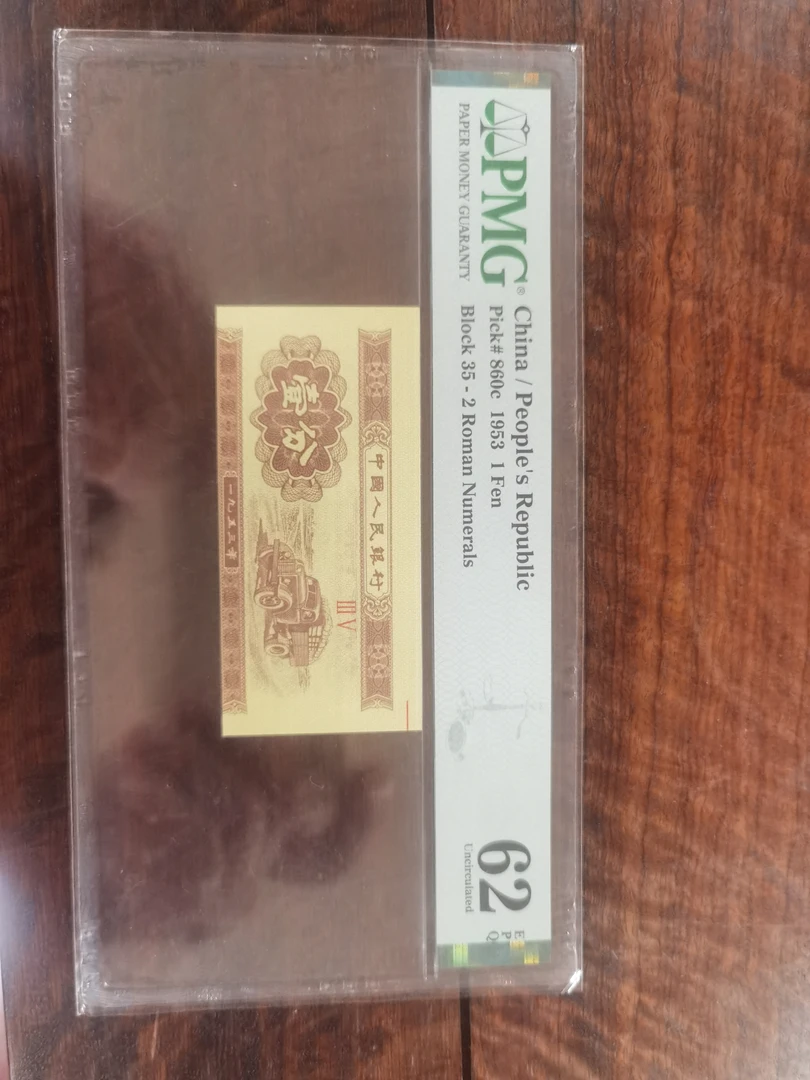 PMG®
PAPER MONEY GUARANTY
China / People's Republic
Pick# 860c 1953 1 Fen
Block 35 - 2 Roman Numerals
62
Uncirculated
E
P
Q
中國人民銀行
III V
壹分
一九五三年